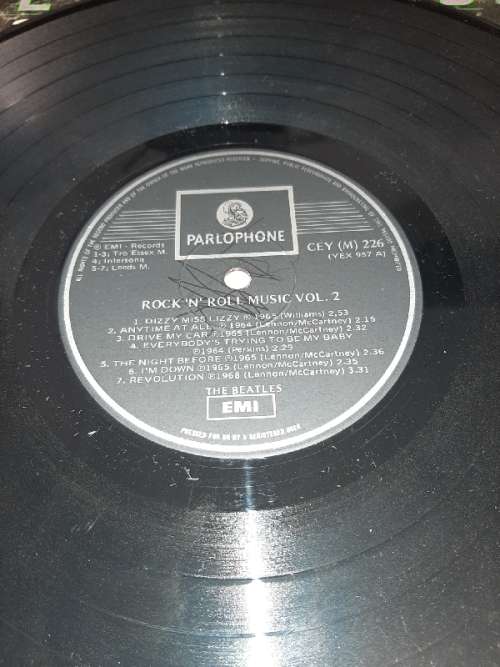 PARLOPHONE
℗ EMI - Records
1-3; Tro Essex M.
4; Intersong
5-7; Leeds M.
CEY (M) 226
(YEX 957 A)
ROCK 'N' ROLL MUSIC VOL. 2
1. DIZZY MISS LIZZY ℗ 1965 (Williams) 2,53
2. ANYTIME AT ALL ℗ 1964 (Lennon/McCartney) 2.15
3. DRIVE MY CAR ℗ 1965 (Lennon/McCartney) 2.25
4. EVERYBODY'S TRYING TO BE MY BABY
℗ 1964 (Perkins) 2:25
5. THE NIGHT BEFORE ℗1965 (Lennon/McCartney) 2.36
6. I'M DOWN ℗1965 (Lennon/McCartney) 2.35
7. REVOLUTION ℗1968 (Lennon/McCartney) 3.31
THE BEATLES
EMI